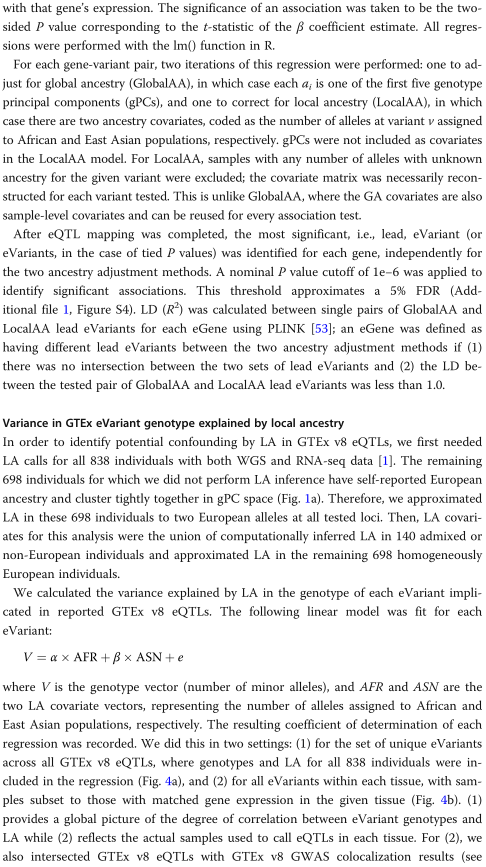 with that gene's expression. The significance of an association was taken to be the two-
sided P value corresponding to the t-statistic of the β coefficient estimate. All regres-
sions were performed with the lm() function in R.
For each gene-variant pair, two iterations of this regression were performed: one to ad-
just for global ancestry (GlobalAA), in which case each ai is one of the first five genotype
principal components (gPCs), and one to correct for local ancestry (LocalAA), in which
case there are two ancestry covariates, coded as the number of alleles at variant v assigned
to African and East Asian populations, respectively. gPCs were not included as covariates
in the LocalAA model. For LocalAA, samples with any number of alleles with unknown
ancestry for the given variant were excluded; the covariate matrix was necessarily recon-
structed for each variant tested. This is unlike GlobalAA, where the GA covariates are also
sample-level covariates and can be reused for every association test.
After eQTL mapping was completed, the most significant, i.e., lead, eVariant (or
eVariants, in the case of tied P values) was identified for each gene, independently for
the two ancestry adjustment methods. A nominal P value cutoff of 1e−6 was applied to
identify significant associations. This threshold approximates a 5% FDR (Add-
itional file 1, Figure S4). LD (R²) was calculated between single pairs of GlobalAA and
LocalAA lead eVariants for each eGene using PLINK [53]; an eGene was defined as
having different lead eVariants between the two ancestry adjustment methods if (1)
there was no intersection between the two sets of lead eVariants and (2) the LD be-
tween the tested pair of GlobalAA and LocalAA lead eVariants was less than 1.0.
Variance in GTEx eVariant genotype explained by local ancestry
In order to identify potential confounding by LA in GTEx v8 eQTLs, we first needed
LA calls for all 838 individuals with both WGS and RNA-seq data [1]. The remaining
698 individuals for which we did not perform LA inference have self-reported European
ancestry and cluster tightly together in gPC space (Fig. 1a). Therefore, we approximated
LA in these 698 individuals to two European alleles at all tested loci. Then, LA covari-
ates for this analysis were the union of computationally inferred LA in 140 admixed or
non-European individuals and approximated LA in the remaining 698 homogeneously
European individuals.
We calculated the variance explained by LA in the genotype of each eVariant impli-
cated in reported GTEx v8 eQTLs. The following linear model was fit for each
eVariant:
V = α × AFR + β × ASN + e
where V is the genotype vector (number of minor alleles), and AFR and ASN are the
two LA covariate vectors, representing the number of alleles assigned to African and
East Asian populations, respectively. The resulting coefficient of determination of each
regression was recorded. We did this in two settings: (1) for the set of unique eVariants
across all GTEx eQTLs, where genotypes and LA for all 838 individuals were in-
cluded in the regression (Fig. 4a), and (2) for all eVariants within each tissue, with sam-
ples subset to those with matched gene expression in the given tissue (Fig. 4b). (1)
provides a global picture of the degree of correlation between eVariant genotypes and
LA while (2) reflects the actual samples used to call eQTLs in each tissue. For (2), we
also intersected GTEx v8 eQTLs with GTEx v8 GWAS colocalization results (see